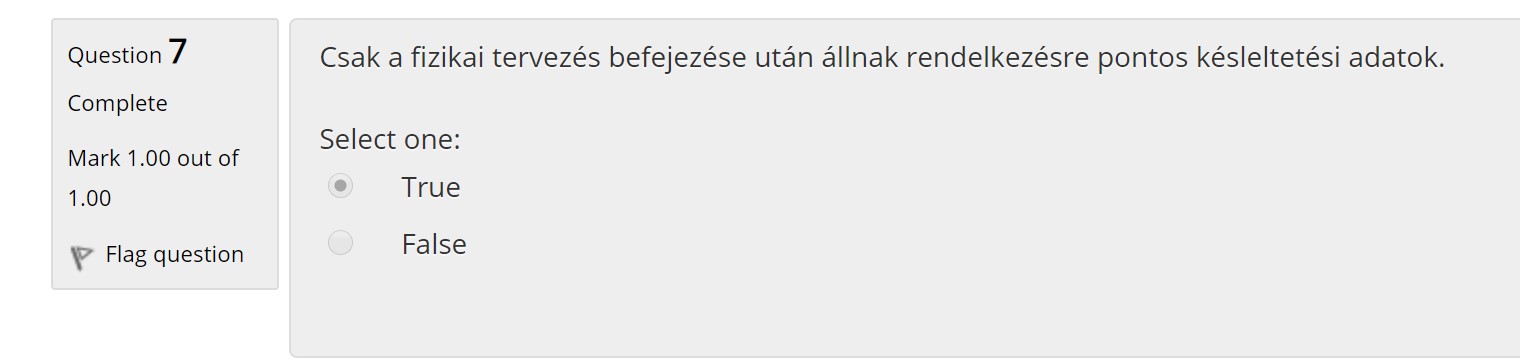 Question 7
Complete
Mark 1.00 out of
1.00
Flag question
Csak a fizikai tervezés befejezése után állnak rendelkezésre pontos késleltetési adatok.
Select one:
True
False